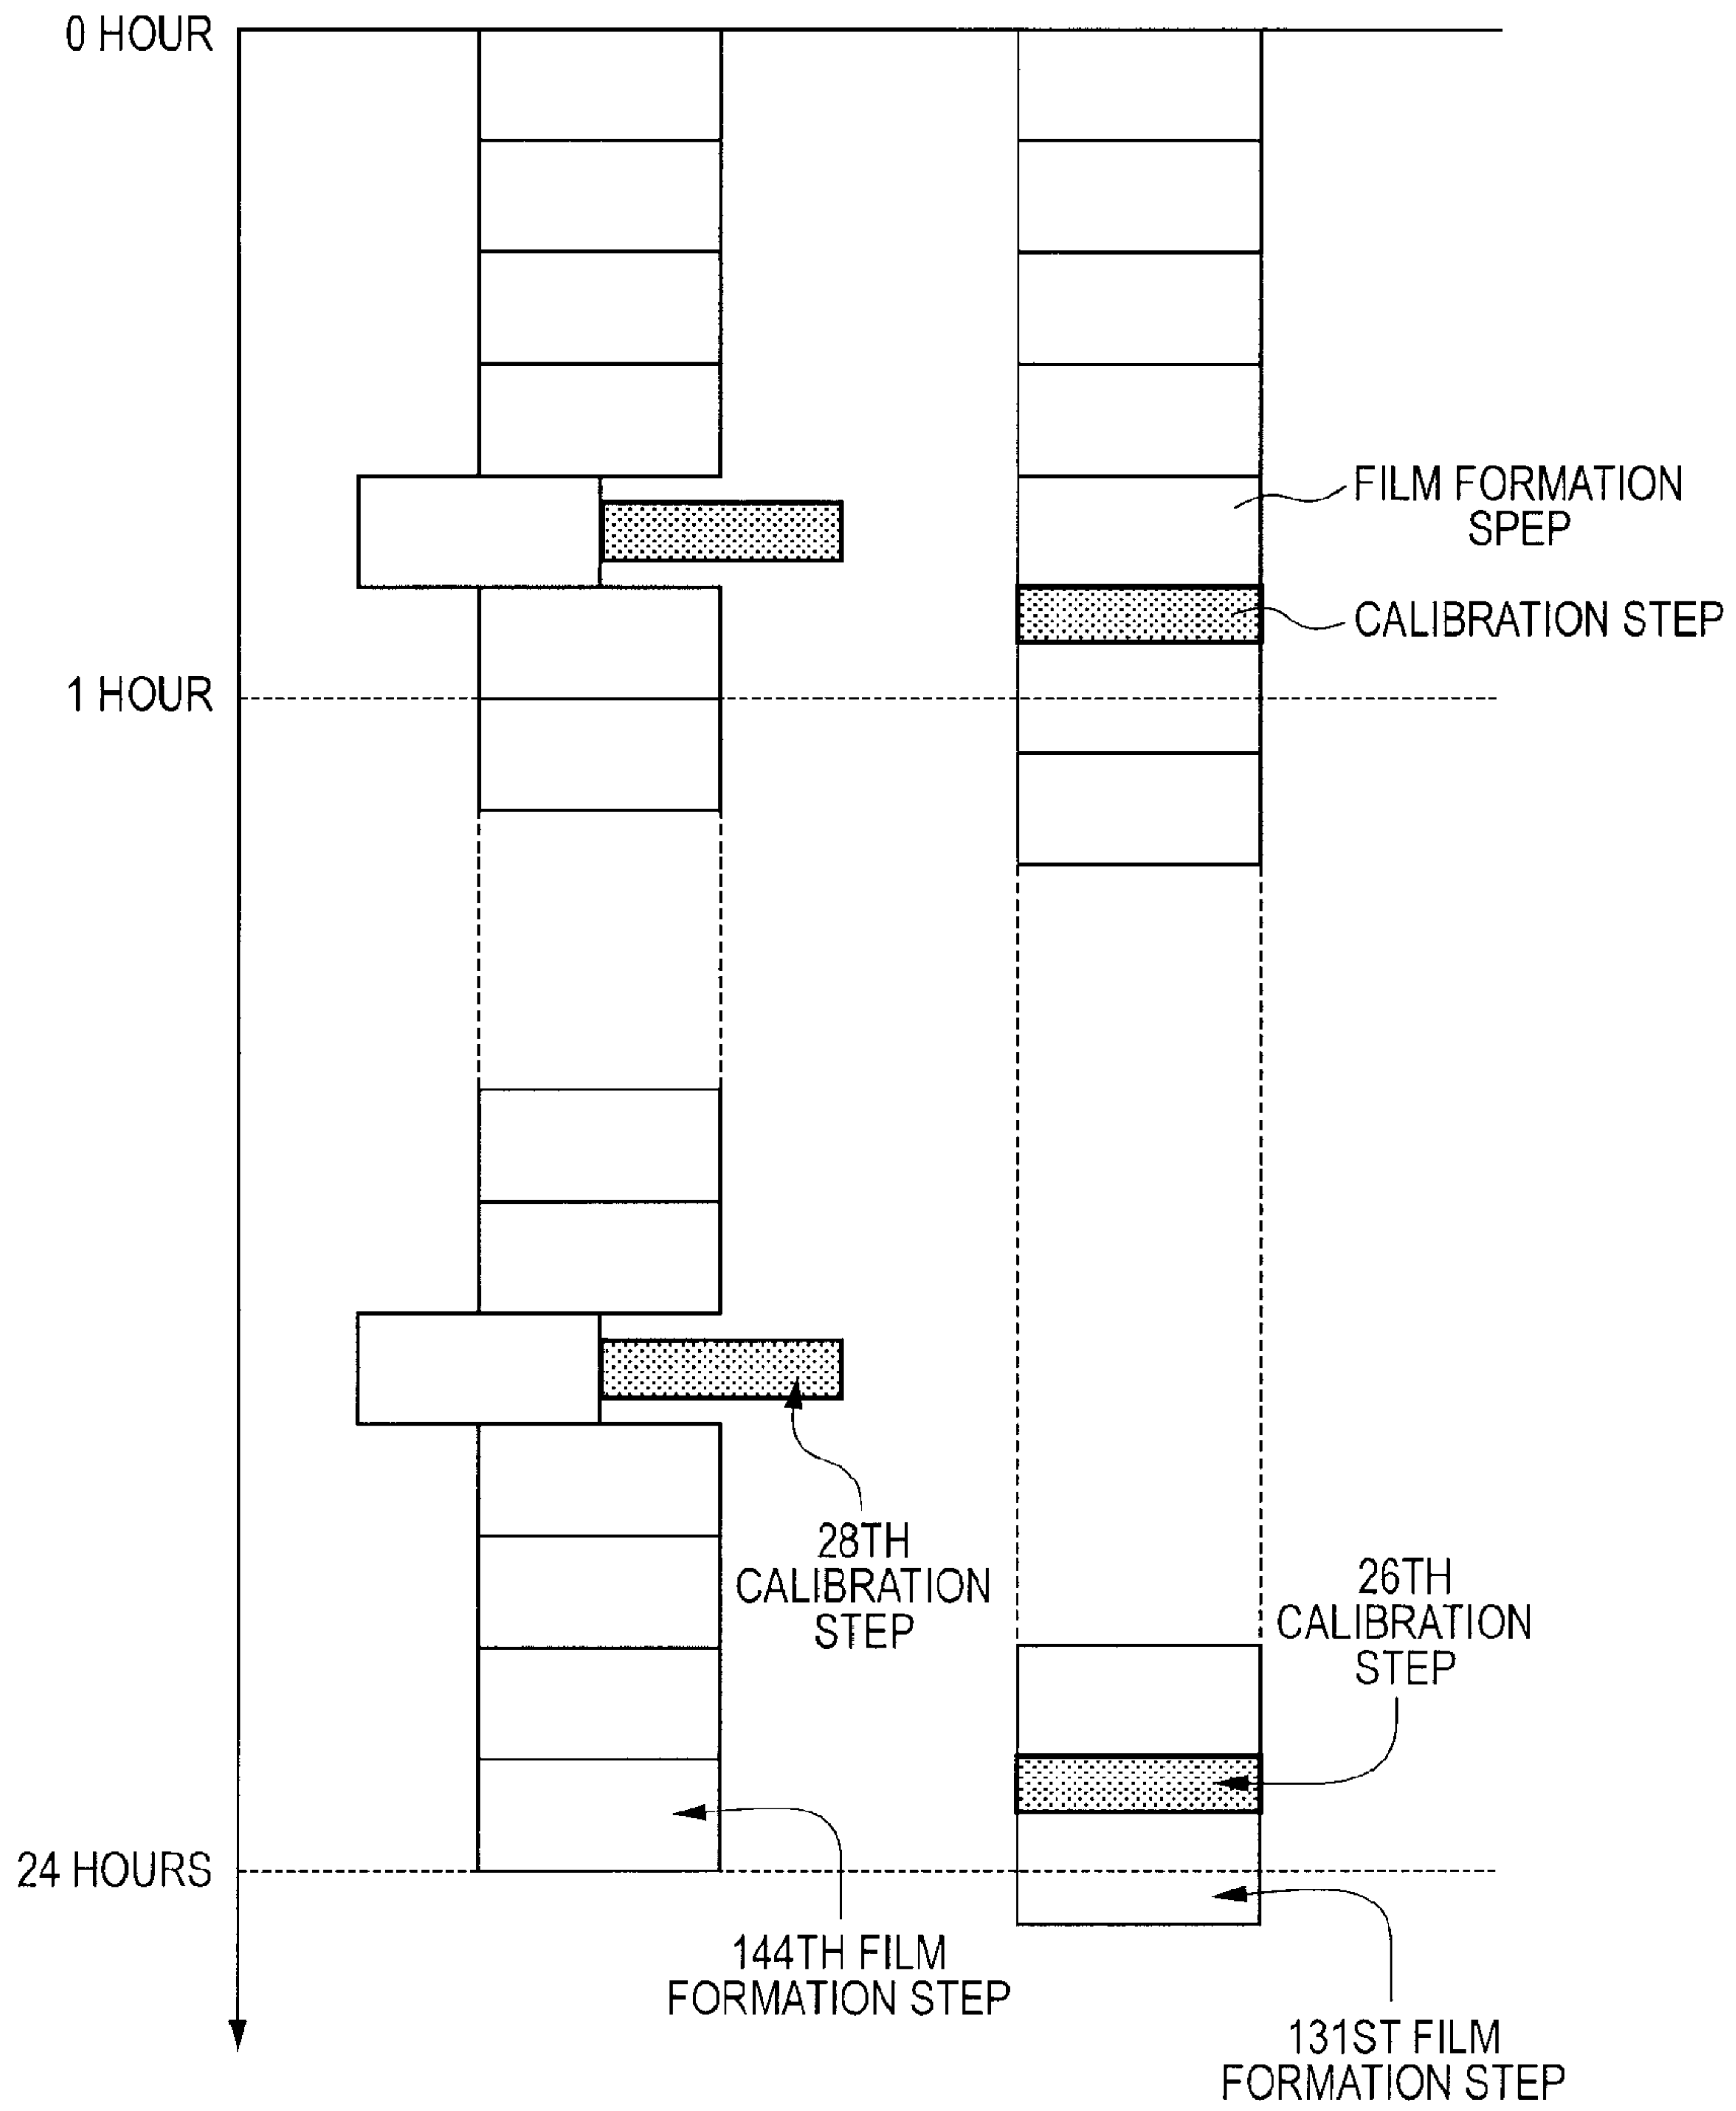 0 HOUR
FILM FORMATION
SPEP
CALIBRATION STEP
1 HOUR
28TH
CALIBRATION
STEP
26TH
CALIBRATION
STEP
24 HOURS
144TH FILM
FORMATION STEP
131ST FILM
FORMATION STEP